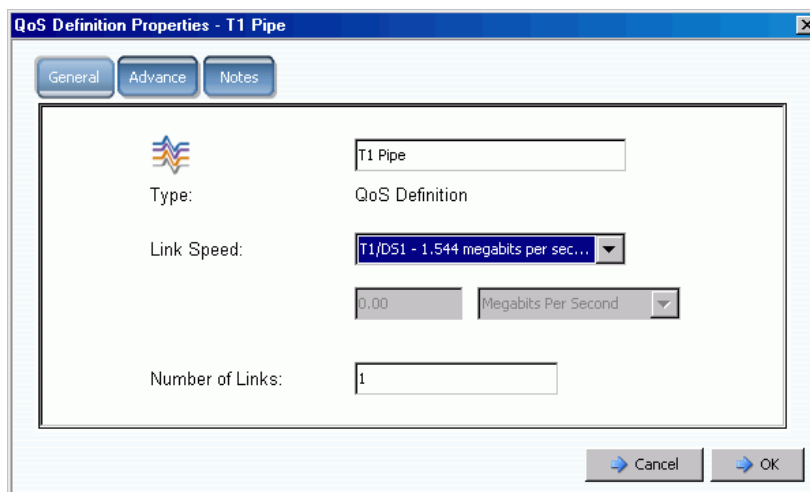 QoS Definition Properties - T1 Pipe
General
Advance
Notes
T1 Pipe
Type:
QoS Definition
Link Speed:
T1/DS1 - 1.544 megabits per sec...
0.00
Megabits Per Second
Number of Links:
1
Cancel
OK